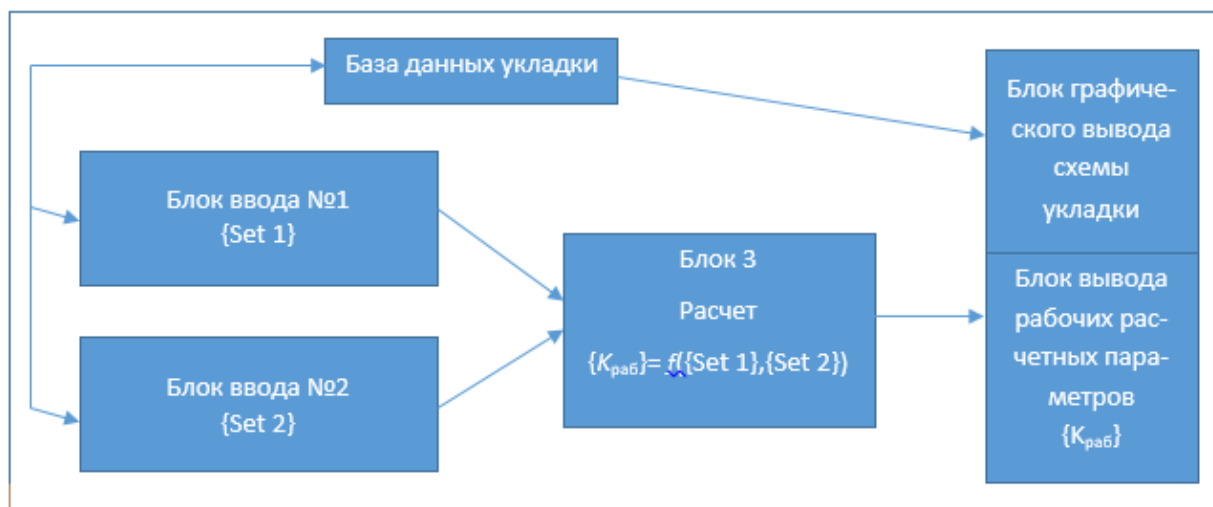 База данных укладки
Блок ввода №1
{Set 1}
Блок ввода №2
{Set 2}
Блок 3
Расчет
{Kраб}= f({Set 1},{Set 2})
Блок графиче-
ского вывода
схемы
укладки
Блок вывода
рабочих рас-
четных пара-
метров
{Kраб}